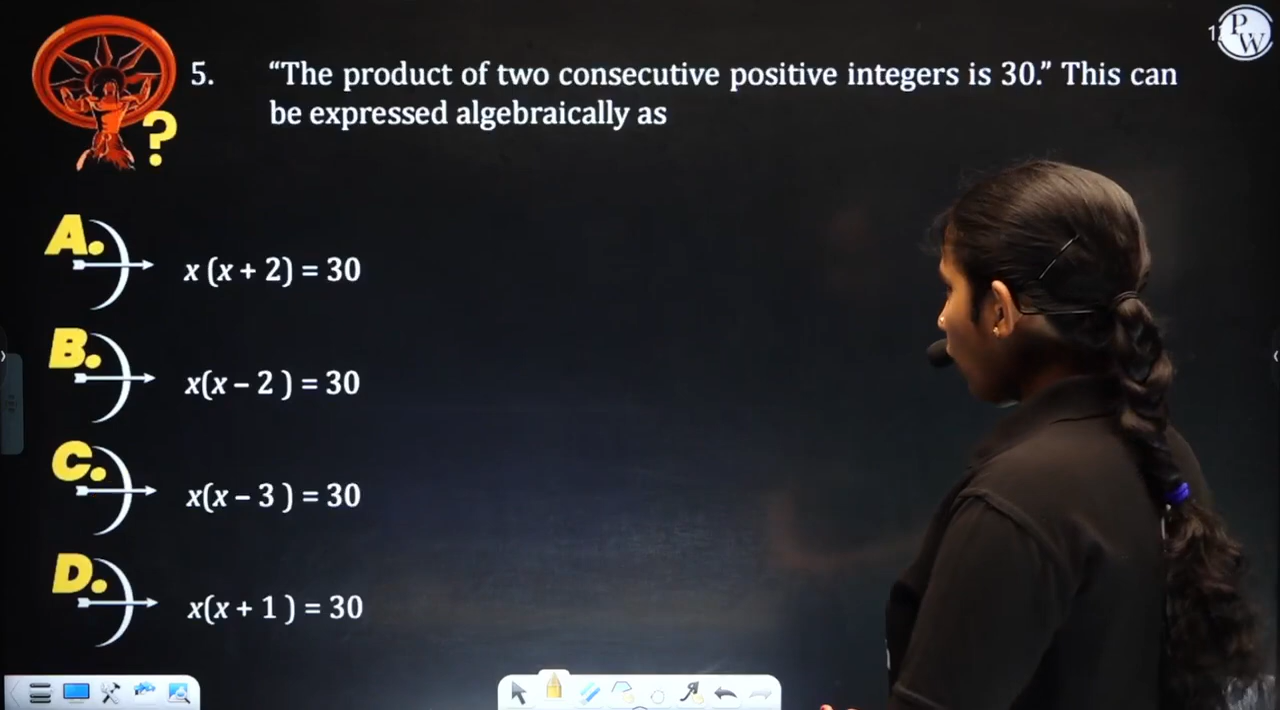 5. “The product of two consecutive positive integers is 30.” This can
be expressed algebraically as
A. x (x + 2) = 30
B. x(x – 2 ) = 30
C. x(x – 3 ) = 30
D. x(x + 1 ) = 30
?
PW